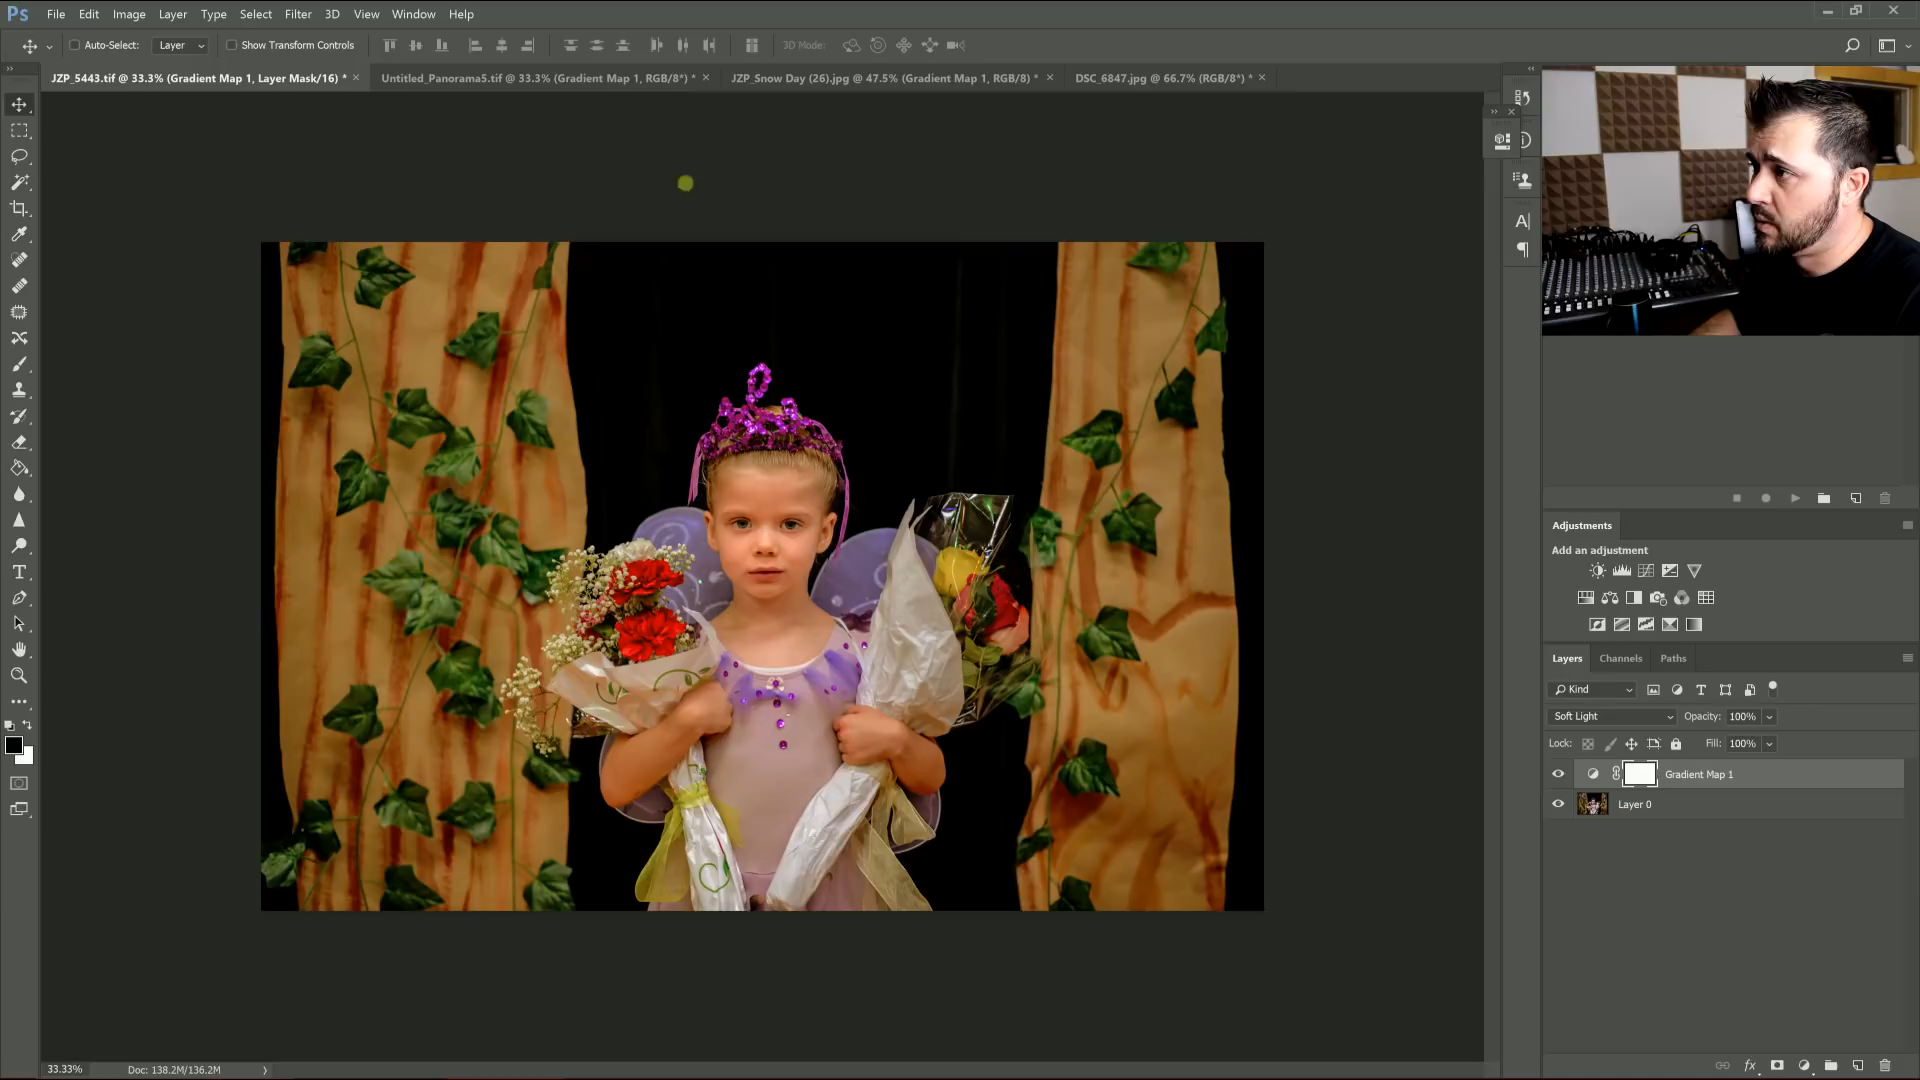 Ps File Edit Image Layer Type Select Filter 3D View Window Help
Auto-Select: Layer Show Transform Controls 3D Mode:
JZP_5443.tif @ 33.3% (Gradient Map 1, Layer Mask/16) * Untitled_Panorama5.tif @ 33.3% (Gradient Map 1, RGB/8*) * JZP_Snow Day (26).jpg @ 47.5% (Gradient Map 1, RGB/8) * DSC_6847.jpg @ 66.7% (RGB/8*) *
Adjustments
Add an adjustment
Layers Channels Paths
Kind
Soft Light Opacity: 100%
Lock: Fill: 100%
Gradient Map 1
Layer 0
33.33% Doc: 138.2M/136.2M